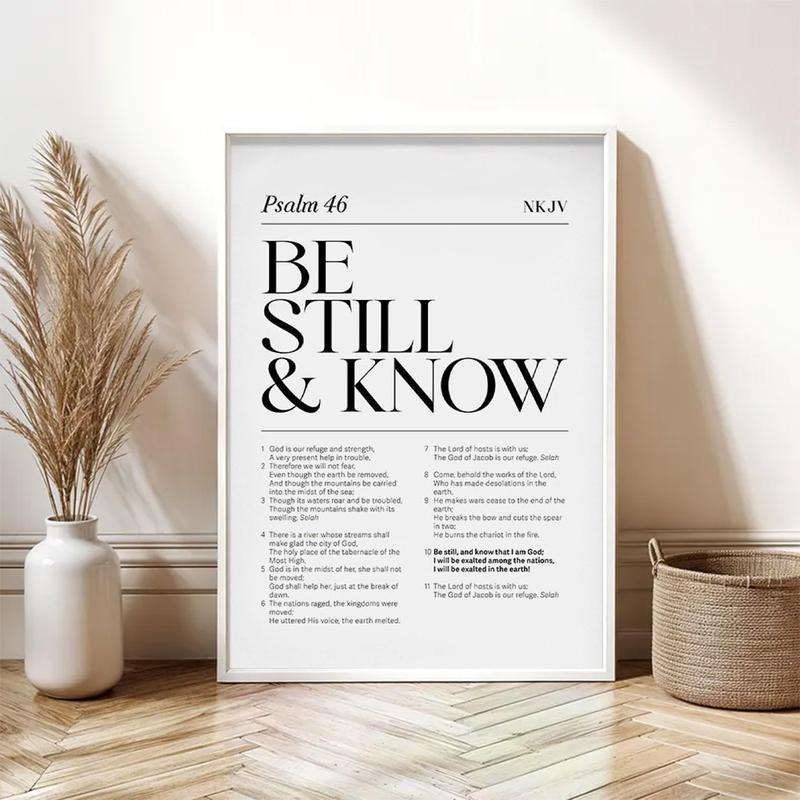 Psalm 46
NKJV
BE
STILL
& KNOW
1 God is our refuge and strength,
A very present help in trouble.
2 Therefore we will not fear,
Even though the earth be removed,
And though the mountains be carried
into the midst of the sea;
3 Though its waters roar and be troubled,
Though the mountains shake with its
swelling. Selah
4 There is a river whose streams shall
make glad the city of God,
The holy place of the tabernacle of the
Most High.
5 God is in the midst of her, she shall not
be moved;
God shall help her, just at the break of
dawn.
6 The nations raged, the kingdoms were
moved;
He uttered His voice, the earth melted.
7 The Lord of hosts is with us;
The God of Jacob is our refuge. Selah
8 Come, behold the works of the Lord,
Who has made desolations in the
earth.
9 He makes wars cease to the end of the
earth;
He breaks the bow and cuts the spear
in two;
He burns the chariot in the fire.
10 Be still, and know that I am God;
I will be exalted among the nations,
I will be exalted in the earth!
11 The Lord of hosts is with us;
The God of Jacob is our refuge. Selah